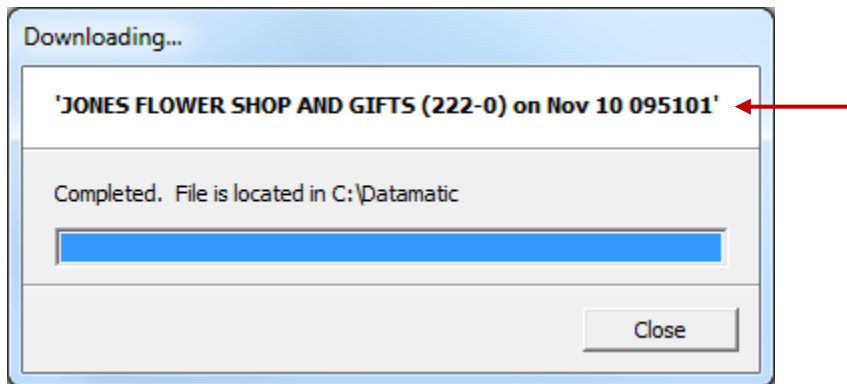 Downloading...
'JONES FLOWER SHOP AND GIFTS (222-0) on Nov 10 095101'
Completed.  File is located in C:\Datamatic
Close